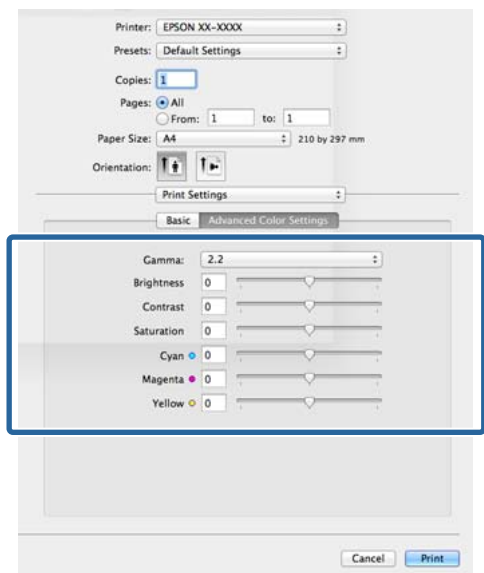 Printer: EPSON XX-XXXX
Presets: Default Settings
Copies: 1
Pages: All
From: 1 to: 1
Paper Size: A4 210 by 297 mm
Orientation:
Print Settings
Basic Advanced Color Settings
Gamma: 2.2
Brightness 0
Contrast 0
Saturation 0
Cyan 0
Magenta 0
Yellow 0
Cancel Print